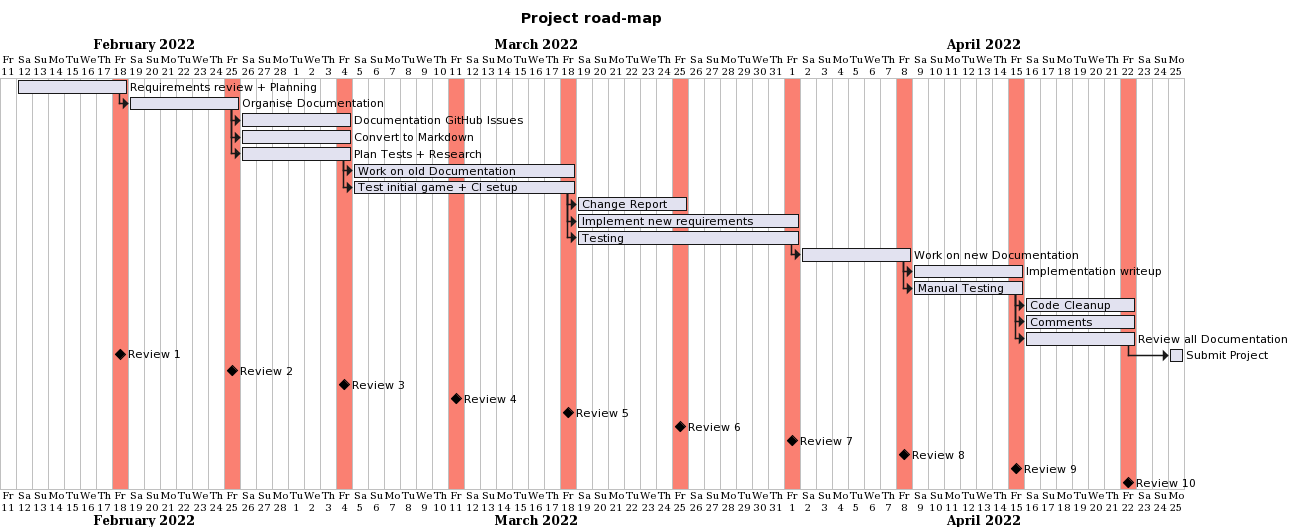 Project road-map
February 2022 March 2022 April 2022
Fr Sa Su Mo Tu We Th Fr Sa Su Mo Tu We Th Fr Sa Su Mo Tu We Th Fr Sa Su Mo Tu We Th Fr Sa Su Mo Tu We Th Fr Sa Su Mo Tu We Th Fr Sa Su Mo Tu We Th Fr Sa Su Mo Tu We Th Fr Sa Su Mo Tu We Th Fr Sa Su Mo Tu We Th Fr Sa Su Mo
11 12 13 14 15 16 17 18 19 20 21 22 23 24 25 26 27 28 1 2 3 4 5 6 7 8 9 10 11 12 13 14 15 16 17 18 19 20 21 22 23 24 25 26 27 28 29 30 31 1 2 3 4 5 6 7 8 9 10 11 12 13 14 15 16 17 18 19 20 21 22 23 24 25
Requirements review + Planning
Organise Documentation
Documentation GitHub Issues
Convert to Markdown
Plan Tests + Research
Work on old Documentation
Test initial game + CI setup
Change Report
Implement new requirements
Testing
Work on new Documentation
Implementation writeup
Manual Testing
Code Cleanup
Comments
Review all Documentation
Review 1
Submit Project
Review 2
Review 3
Review 4
Review 5
Review 6
Review 7
Review 8
Review 9
Review 10
Fr Sa Su Mo Tu We Th Fr Sa Su Mo Tu We Th Fr Sa Su Mo Tu We Th Fr Sa Su Mo Tu We Th Fr Sa Su Mo Tu We Th Fr Sa Su Mo Tu We Th Fr Sa Su Mo Tu We Th Fr Sa Su Mo Tu We Th Fr Sa Su Mo Tu We Th Fr Sa Su Mo Tu We Th Fr Sa Su Mo
11 12 13 14 15 16 17 18 19 20 21 22 23 24 25 26 27 28 1 2 3 4 5 6 7 8 9 10 11 12 13 14 15 16 17 18 19 20 21 22 23 24 25 26 27 28 29 30 31 1 2 3 4 5 6 7 8 9 10 11 12 13 14 15 16 17 18 19 20 21 22 23 24 25
February 2022 March 2022 April 2022